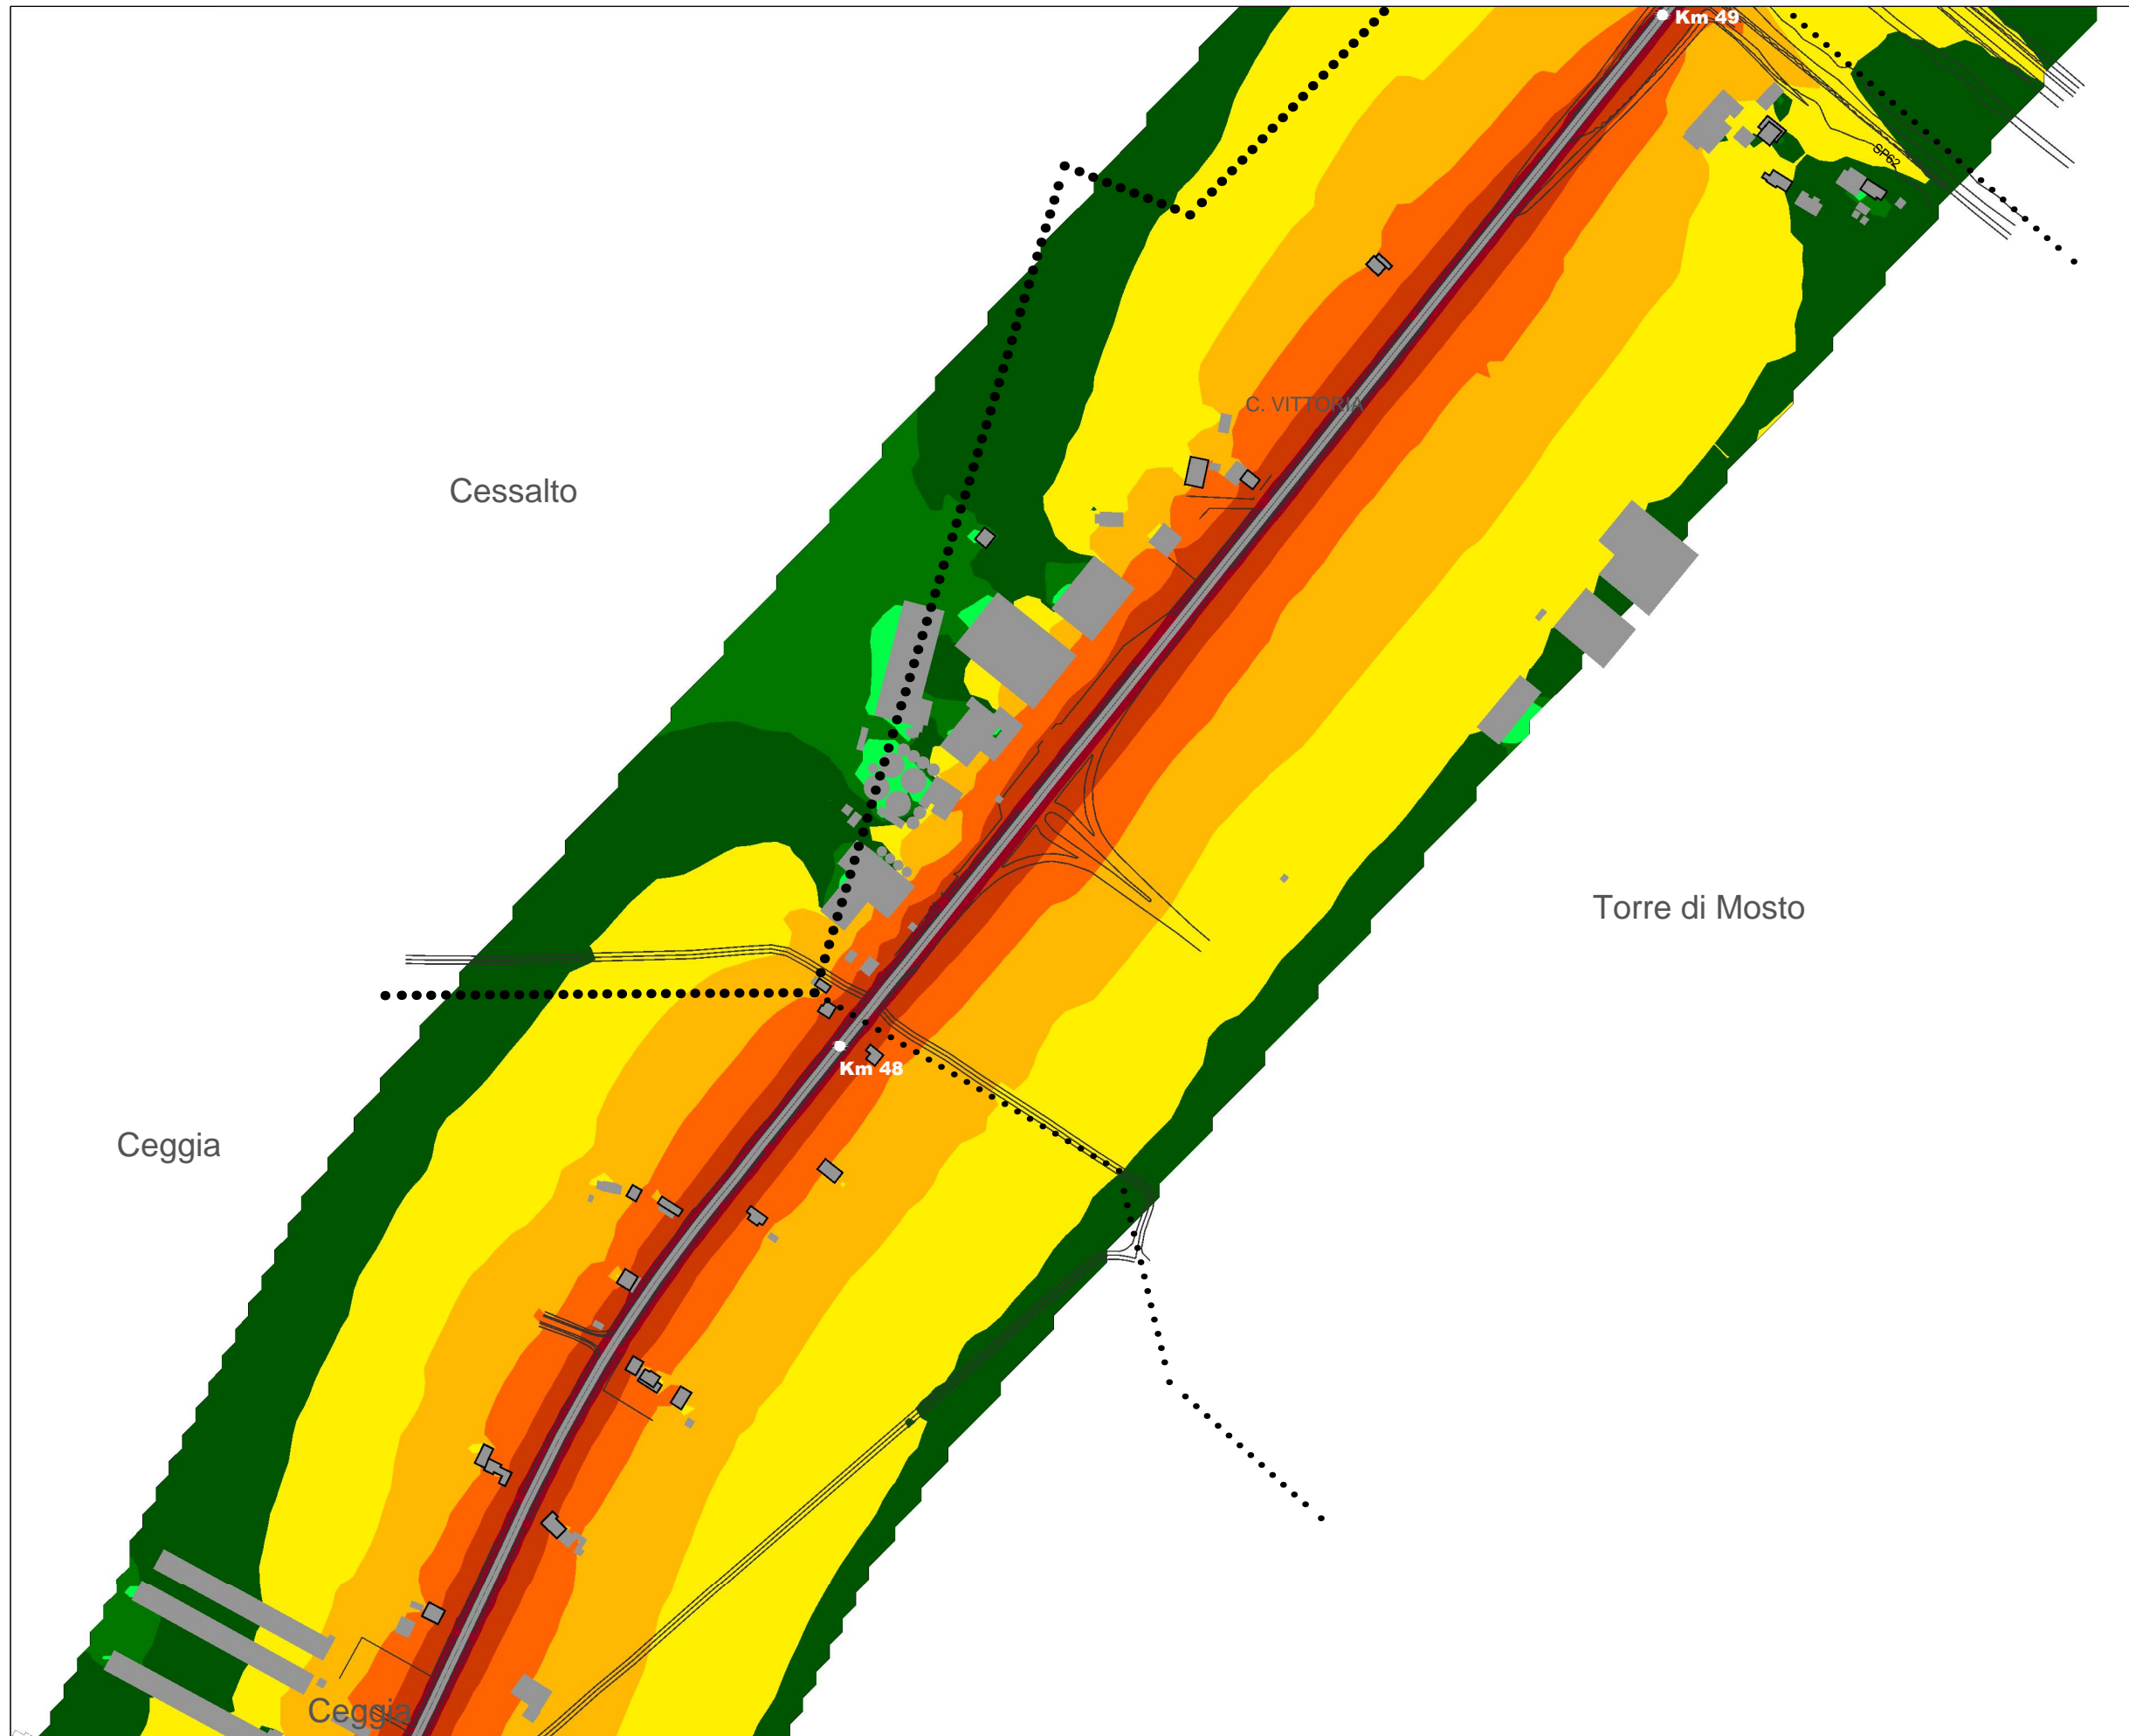 Km 49
SP62
C. VITTORIA
Cessalto
Torre di Mosto
Km 48
Ceggia
Ceggia